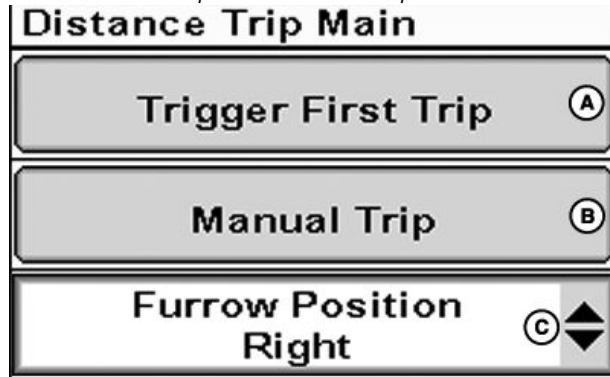 Distance Trip Main
Trigger First Trip A
Manual Trip B
Furrow Position
Right C